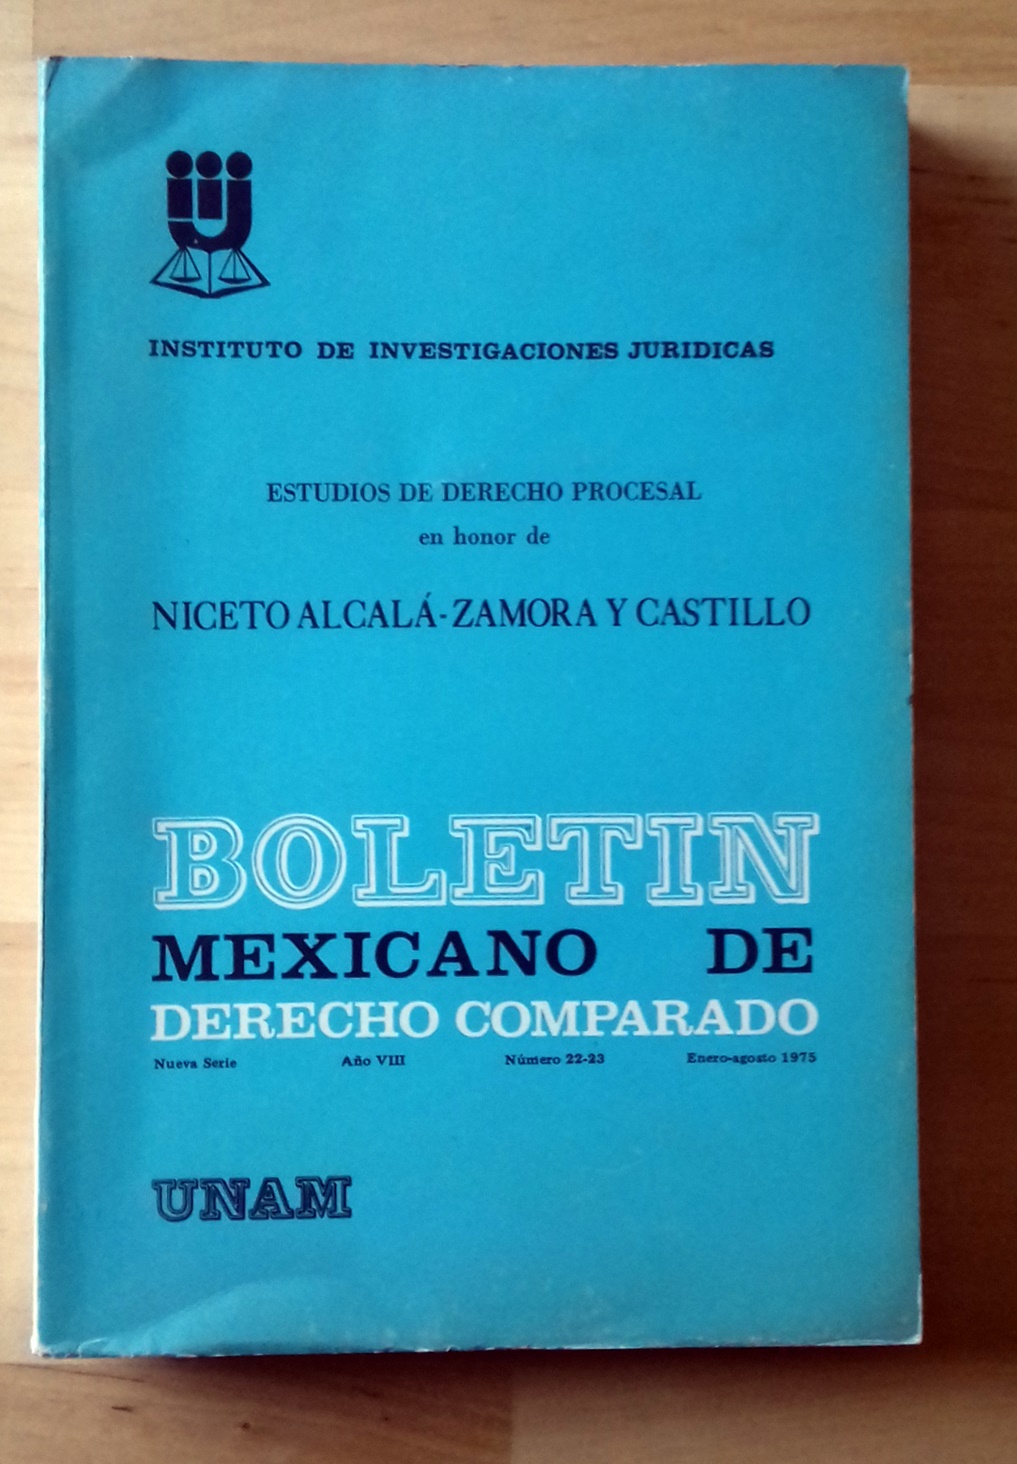 iij
INSTITUTO DE INVESTIGACIONES JURIDICAS
ESTUDIOS DE DERECHO PROCESAL
en honor de
NICETO ALCALÁ-ZAMORA Y CASTILLO
BOLETIN
MEXICANO DE
DERECHO COMPARADO
Nueva Serie Año VIII Número 22-23 Enero-agosto 1975
UNAM